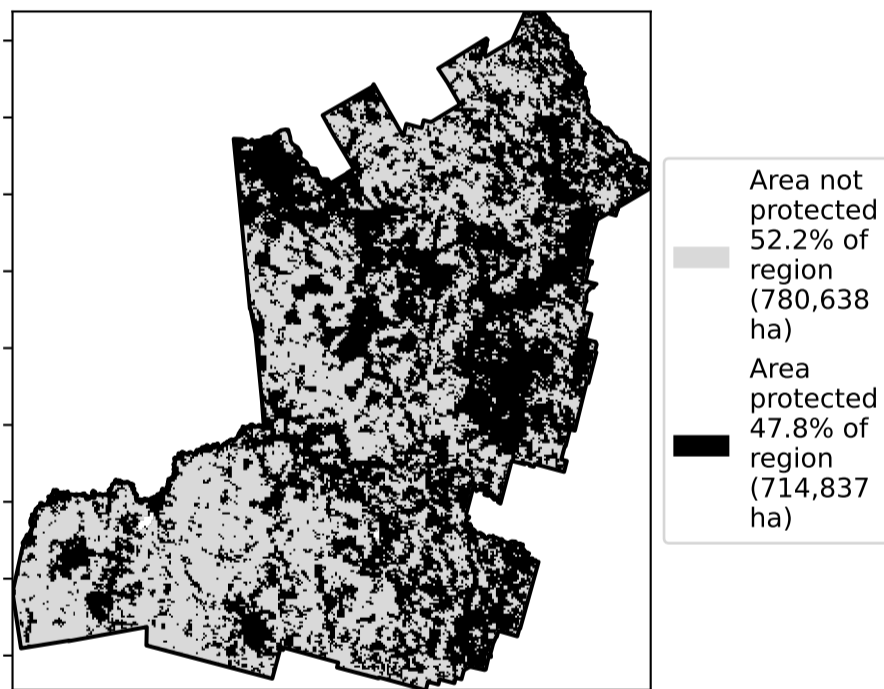 Area not
protected
52.2% of
region
(780,638
ha)
Area
protected
47.8% of
region
(714,837
ha)